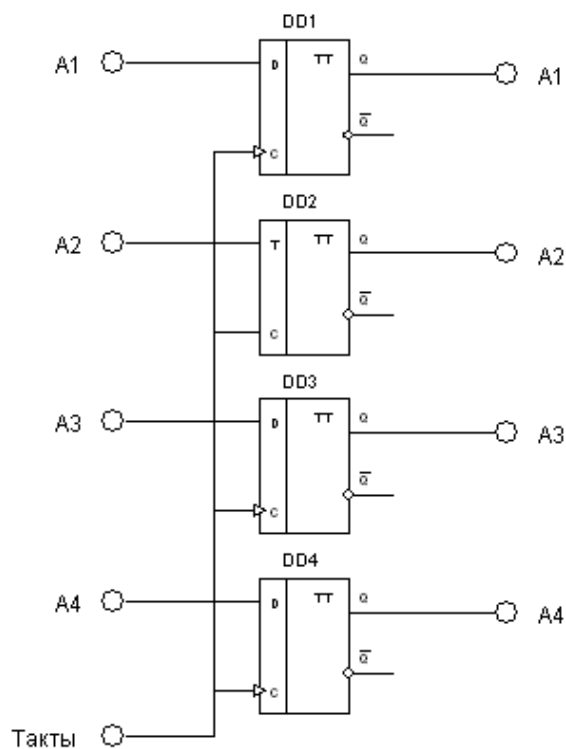 DD1
A1 D TT Q A1
Q
C
DD2
A2 T TT Q A2
Q
C
DD3
A3 D TT Q A3
Q
C
DD4
A4 D TT Q A4
Q
C
Такты